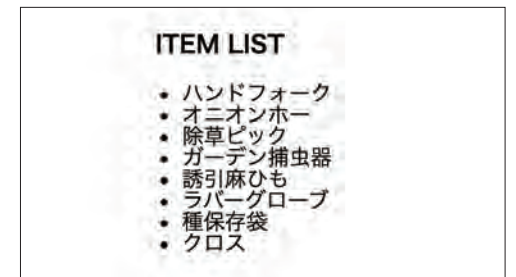 ITEM LIST
• ハンドフォーク
• オニオンホー
• 除草ピック
• ガーデン捕虫器
• 誘引麻ひも
• ラバーグローブ
• 種保存袋
• クロス